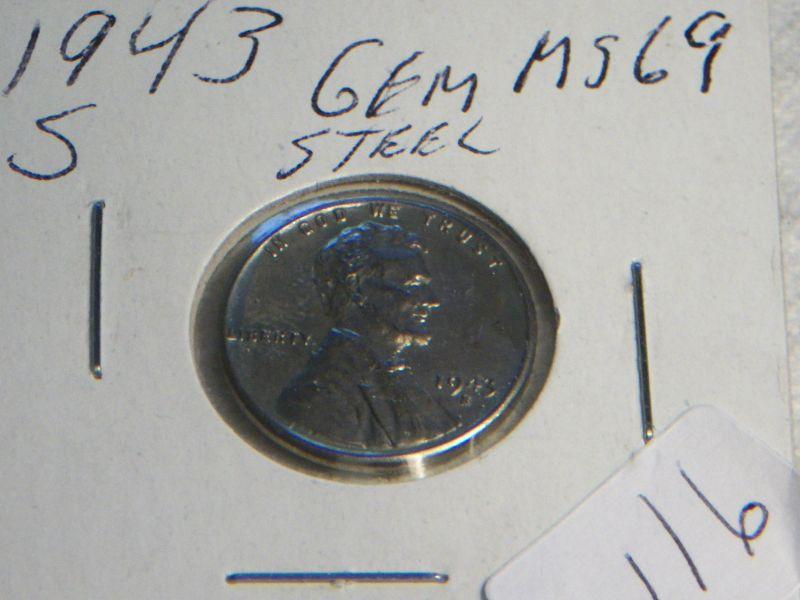 1943 GEM MS69
S STEEL
IN GOD WE TRUST
LIBERTY
1943
S
116